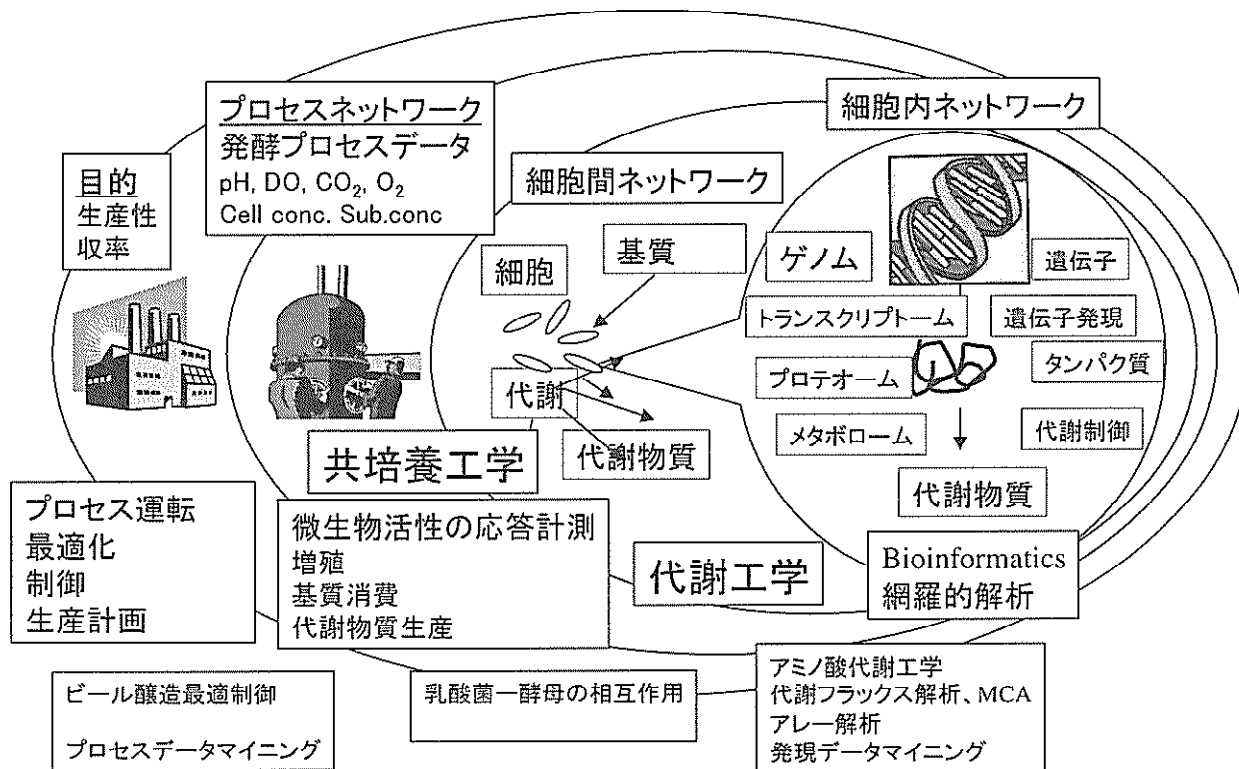 プロセスネットワーク
発酵プロセスデータ
pH, DO, CO₂, O₂
Cell conc. Sub.conc
細胞内ネットワーク
目的
生産性
収率
細胞間ネットワーク
細胞
基質
代謝
代謝物質
ゲノム
遺伝子
トランスクリプトーム
遺伝子発現
プロテオーム
タンパク質
メタボローム
代謝制御
代謝物質
共培養工学
プロセス運転
最適化
制御
生産計画
微生物活性の応答計測
増殖
基質消費
代謝物質生産
代謝工学
Bioinformatics
網羅的解析
ビール醸造最適制御
プロセスデータマイニング
乳酸菌ー酵母の相互作用
アミノ酸代謝工学
代謝フラックス解析、MCA
アレー解析
発現データマイニング